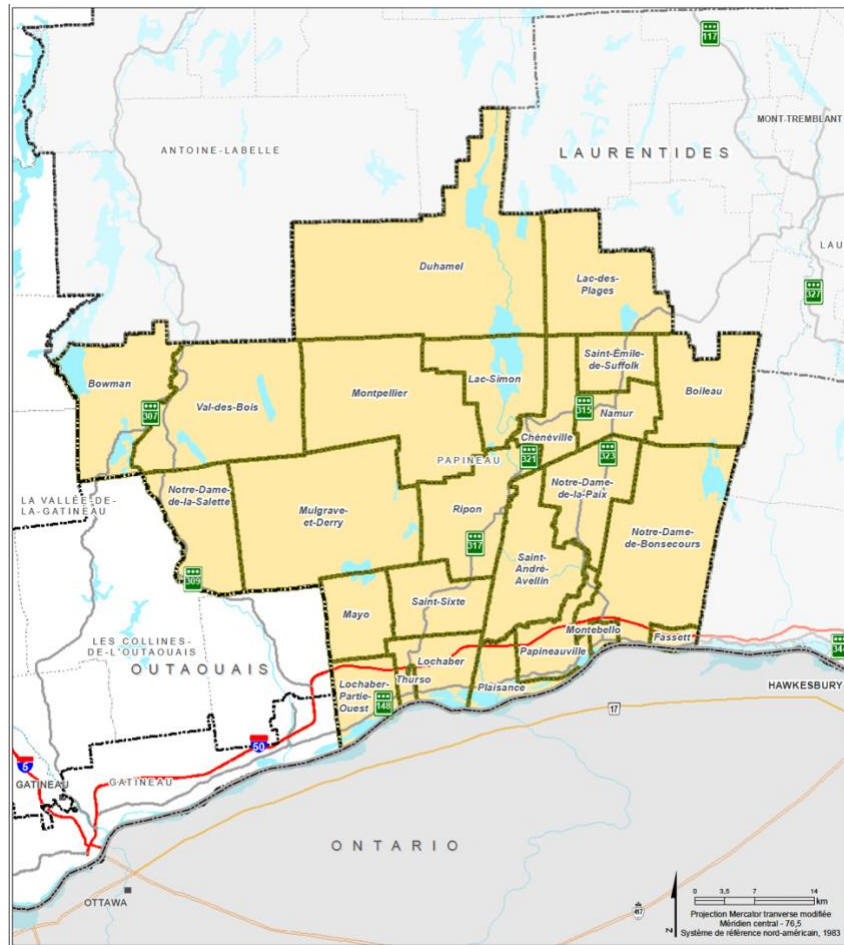 117
MONT-TREMBLANT
ANTOINE-LABELLE
LAURENTIDES
Duhamel
Lac-des-
Plages
LAU
327
Saint-Émile-
de-Suffolk
Bowman
Lac-Simon
Boileau
Val-des-Bois
Montpellier
307
315
Namur
Chénéville
321
323
PAPINEAU
LA VALLÉE-DE-
LA-GATINEAU
Notre-Dame-
de-la-Salette
Notre-Dame-
de-la-Paix
Mulgrave-
et-Derry
Ripon
Notre-Dame-
de-Bonsecours
317
Saint-
André-
Avellin
309
Mayo
Saint-Sixte
LES COLLINES-
DE-L'OUTAOUAIS
OUTAOUAIS
Montebello
Fassett
Papineauville
344
Lochaber
Thurso
Lochaber-
Partie-
Ouest
Plaisance
HAWKESBURY
148
17
50
5
GATINEAU
GATINEAU
ONTARIO
OTTAWA
417
N
0 3,5 7 14
km
Projection Mercator tranverse modifiée
Méridien central - 76,5
Système de référence nord-américain, 1983